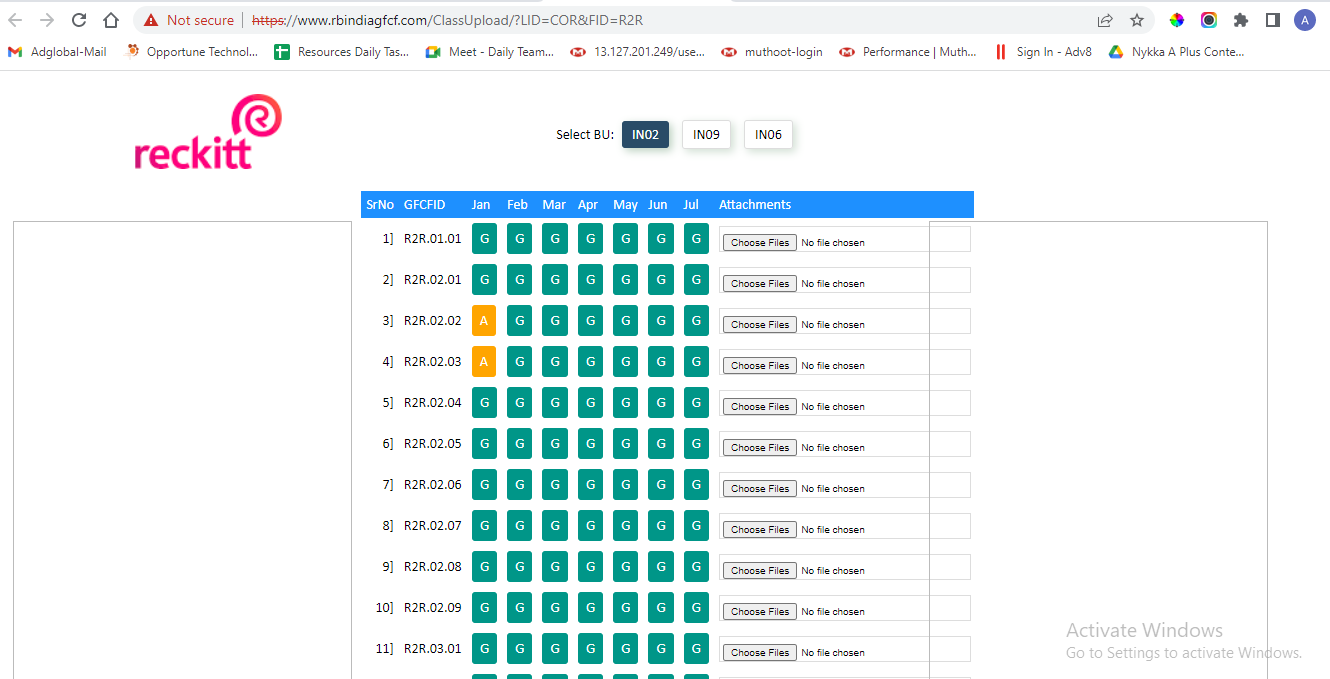 Not secure | https://www.rbindiagfcf.com/ClassUpload/?LID=COR&FID=R2R A
Adglobal-Mail Opportune Technol... Resources Daily Tas... Meet - Daily Team... 13.127.201.249/use... muthoot-login Performance | Muth... Sign In - Adv8 Nykka A Plus Conte...
reckitt
Select BU: IN02 IN09 IN06
SrNo GFCFID Jan Feb Mar Apr May Jun Jul Attachments
1] R2R.01.01 G G G G G G G Choose Files No file chosen
2] R2R.02.01 G G G G G G G Choose Files No file chosen
3] R2R.02.02 A G G G G G G Choose Files No file chosen
4] R2R.02.03 A G G G G G G Choose Files No file chosen
5] R2R.02.04 G G G G G G G Choose Files No file chosen
6] R2R.02.05 G G G G G G G Choose Files No file chosen
7] R2R.02.06 G G G G G G G Choose Files No file chosen
8] R2R.02.07 G G G G G G G Choose Files No file chosen
9] R2R.02.08 G G G G G G G Choose Files No file chosen
10] R2R.02.09 G G G G G G G Choose Files No file chosen
11] R2R.03.01 G G G G G G G Choose Files No file chosen
Activate Windows
Go to Settings to activate Windows.